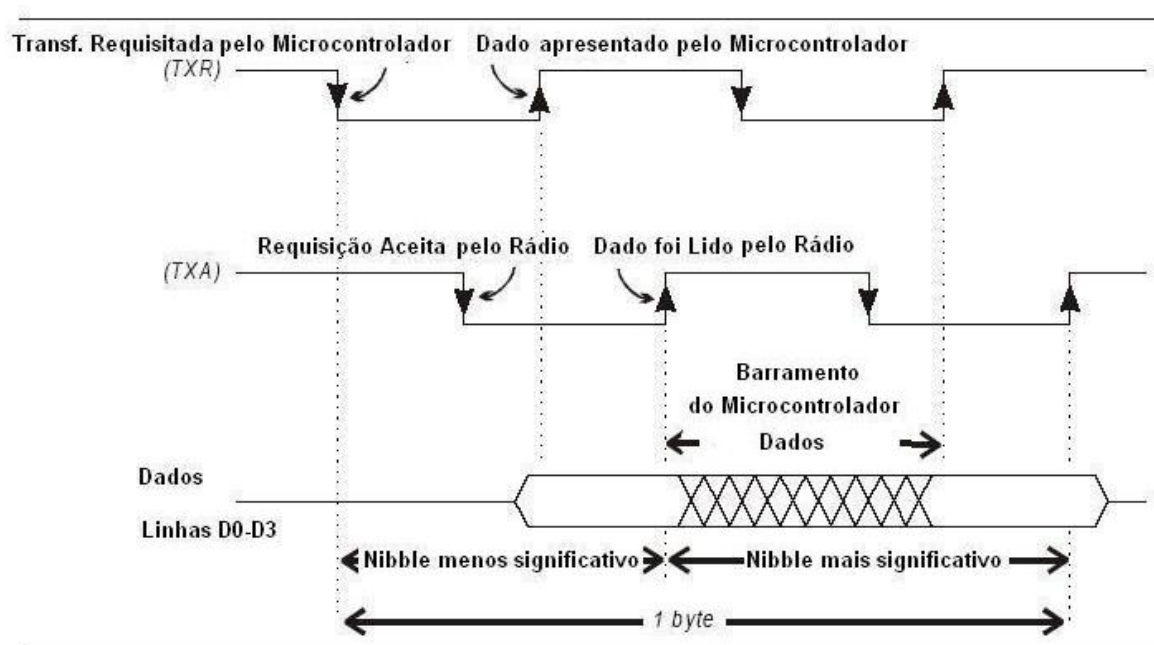 Transf. Requisitada pelo Microcontrolador Dado apresentado pelo Microcontrolador
(TXR)
Requisição Aceita pelo Rádio Dado foi Lido pelo Rádio
(TXA)
Barramento
do Microcontrolador
Dados
Dados
Linhas D0-D3
Nibble menos significativo Nibble mais significativo
1 byte